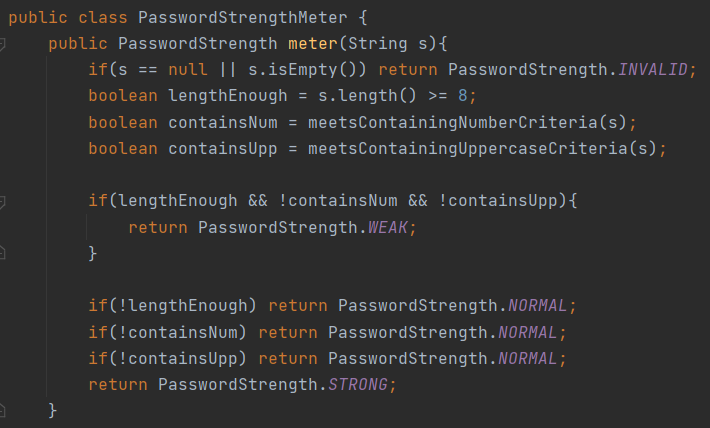 public class PasswordStrengthMeter {
    public PasswordStrength meter(String s){
        if(s == null || s.isEmpty()) return PasswordStrength.INVALID;
        boolean lengthEnough = s.length() >= 8;
        boolean containsNum = meetsContainingNumberCriteria(s);
        boolean containsUpp = meetsContainingUppercaseCriteria(s);

        if(lengthEnough && !containsNum && !containsUpp){
            return PasswordStrength.WEAK;
        }

        if(!lengthEnough) return PasswordStrength.NORMAL;
        if(!containsNum) return PasswordStrength.NORMAL;
        if(!containsUpp) return PasswordStrength.NORMAL;
        return PasswordStrength.STRONG;
    }